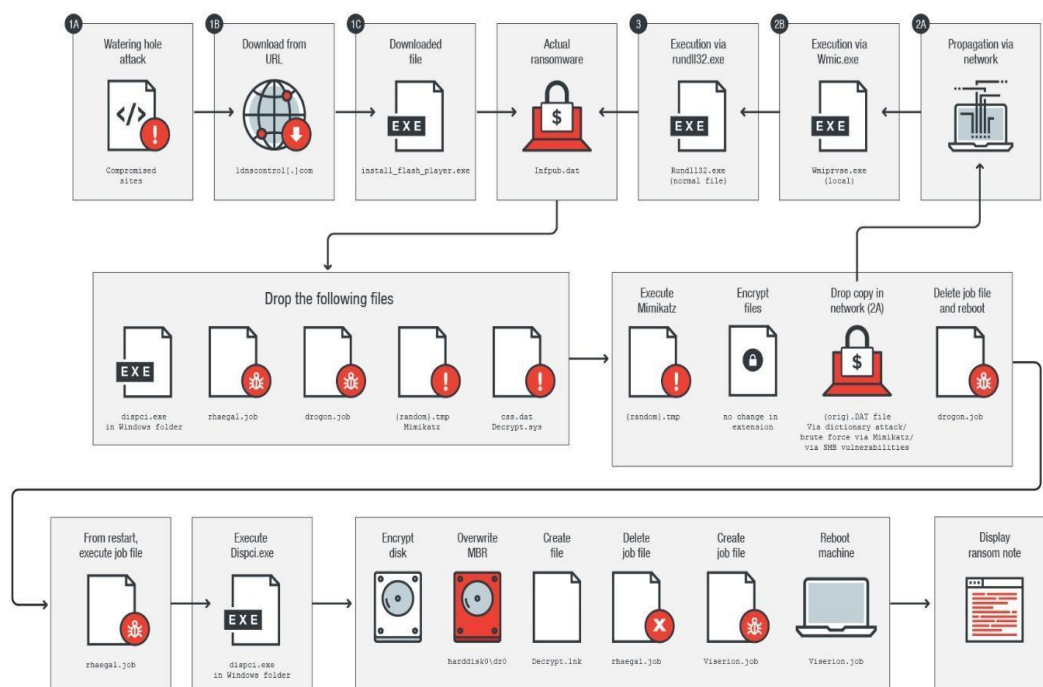 1A
Watering hole
attack
Compromised
sites
1B
Download from
URL
1dnscontrol[.]com
1C
Downloaded
file
EXE
install_flash_player.exe
Actual
ransomware
$
Infpub.dat
3
Execution via
rundll32.exe
EXE
Rundll32.exe
(normal file)
2B
Execution via
Wmic.exe
EXE
Wmiprvse.exe
(local)
2A
Propagation via
network
Drop the following files
EXE
dispci.exe
in Windows folder
rhaegal.job
drogon.job
{random}.tmp
Mimikatz
css.dat
Decrypt.sys
Execute
Mimikatz
{random}.tmp
Encrypt
files
no change in
extension
Drop copy in
network (2A)
$
(orig).DAT file
Via dictionary attack/
brute force via Mimikatz/
via SMB vulnerabilities
Delete job file
and reboot
drogon.job
From restart,
execute job file
rhaegal.job
Execute
Dispci.exe
EXE
dispci.exe
in Windows folder
Encrypt
disk
Overwrite
MBR
harddisk0\dr0
Create
file
Decrypt.lnk
Delete
job file
rhaegal.job
Create
job file
Viserion.job
Reboot
machine
Viserion.job
Display
ransom note